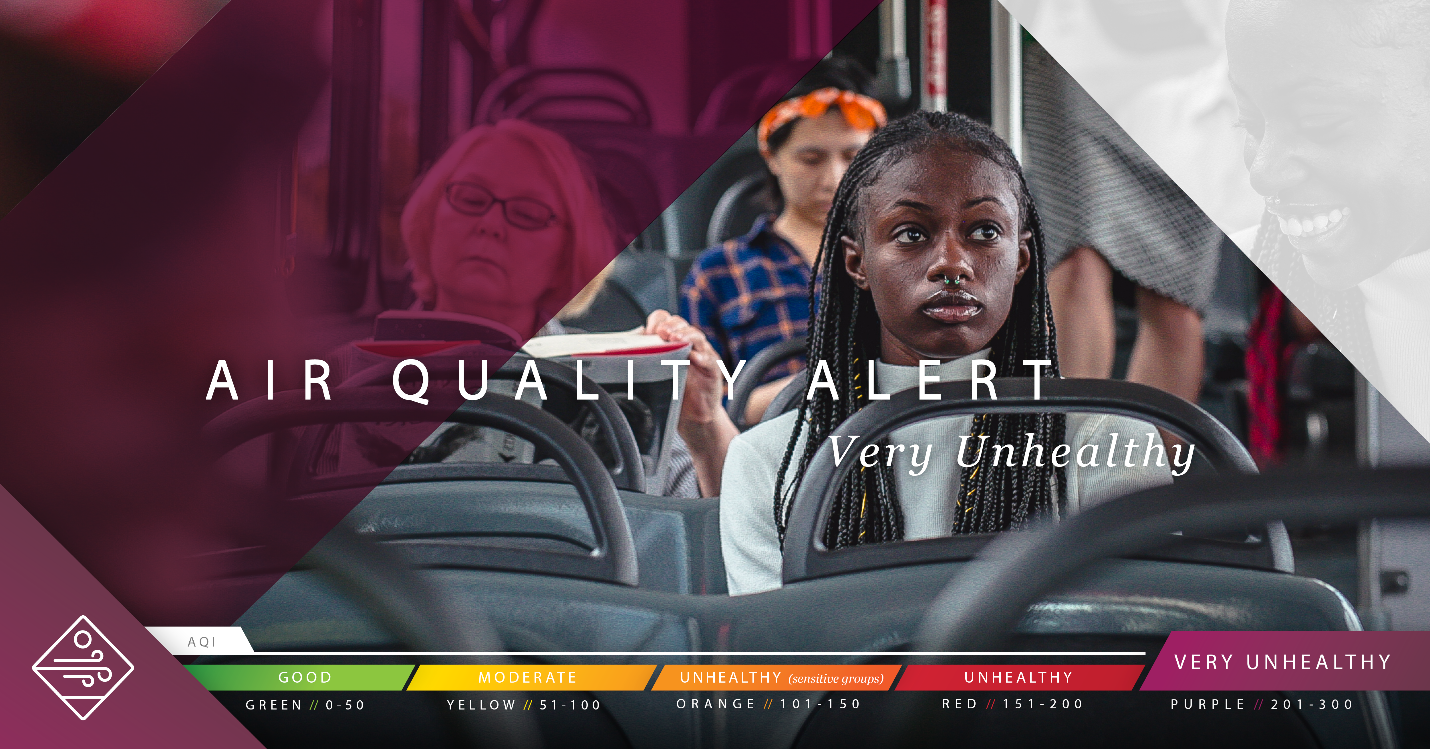 AIR QUALITY ALERT
Very Unhealthy
AQI
GOOD
MODERATE
UNHEALTHY (sensitive groups)
UNHEALTHY
VERY UNHEALTHY
GREEN // 0-50
YELLOW // 51-100
ORANGE // 101-150
RED // 151-200
PURPLE // 201-300